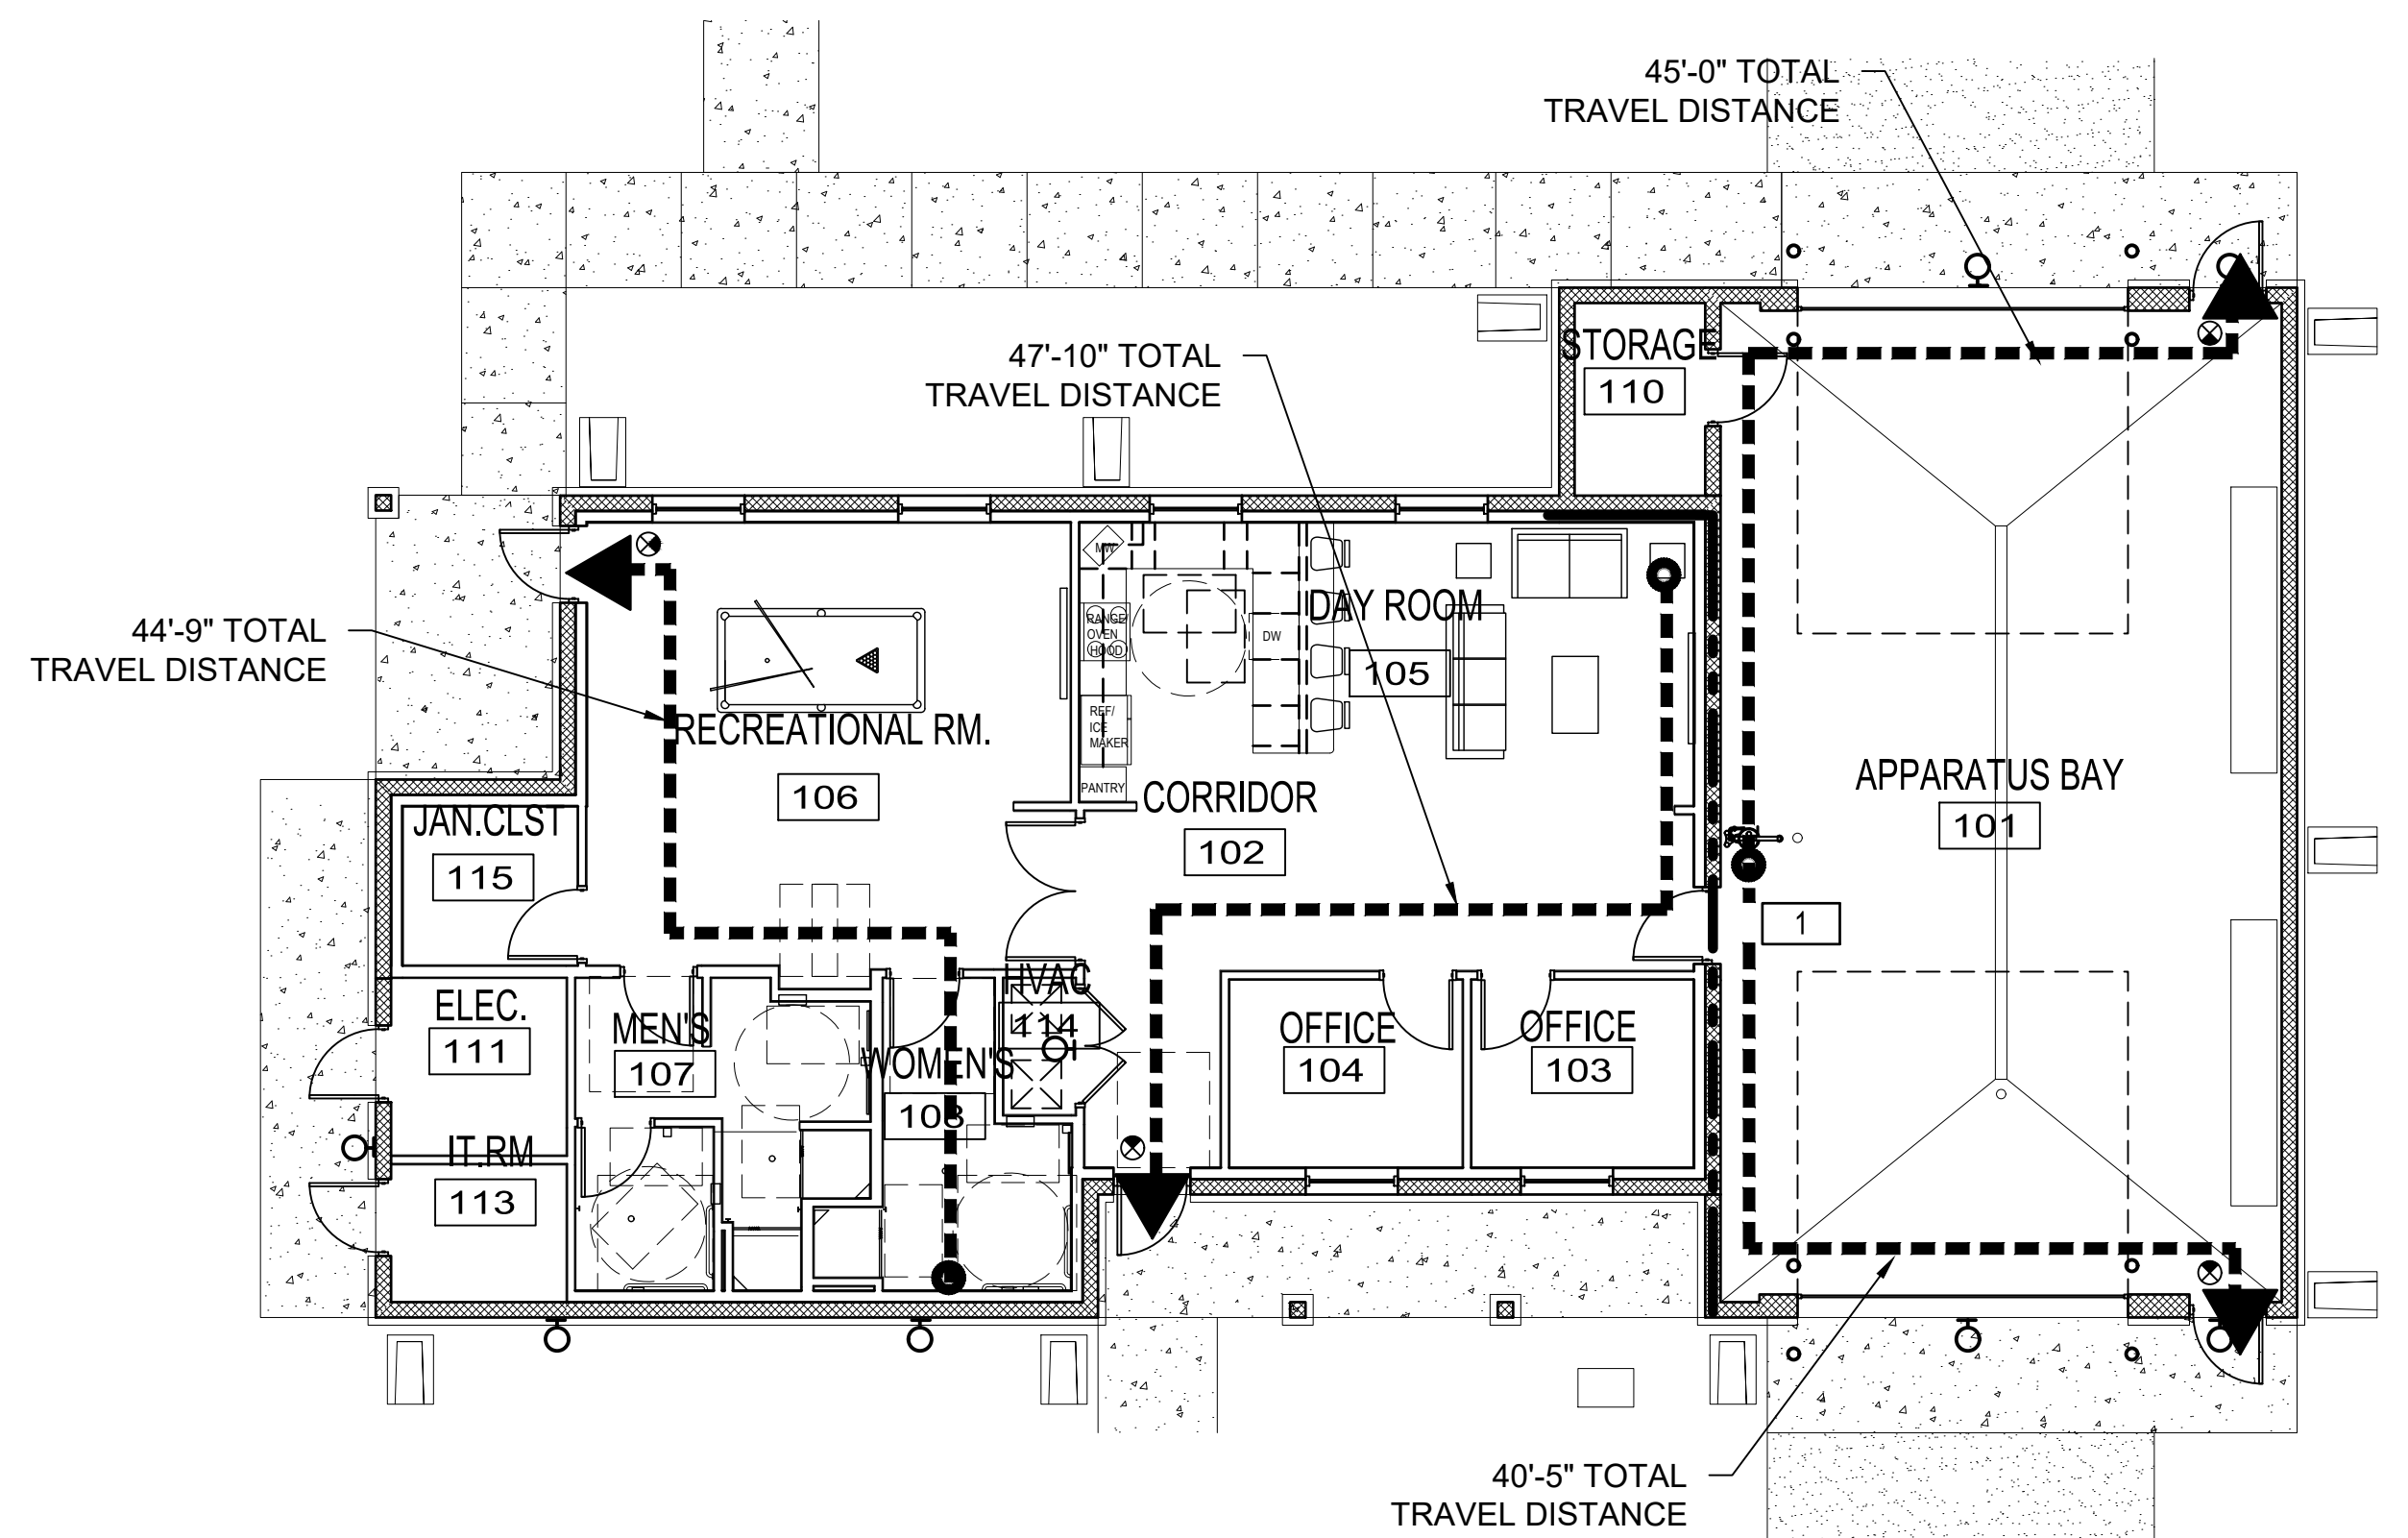 45'-0" TOTAL
TRAVEL DISTANCE
47'-10" TOTAL
TRAVEL DISTANCE
STORAGE
110
44'-9" TOTAL
TRAVEL DISTANCE
MW
RANGE/
OVEN
HOOD
REF/
ICE
MAKER
PANTRY
DW
DAY ROOM
105
RECREATIONAL RM.
106
CORRIDOR
102
APPARATUS BAY
101
JAN.CLST
115
1
ELEC.
111
MEN'S
107
WOMEN'S
108
HVAC
114
OFFICE
104
OFFICE
103
IT.RM
113
40'-5" TOTAL
TRAVEL DISTANCE